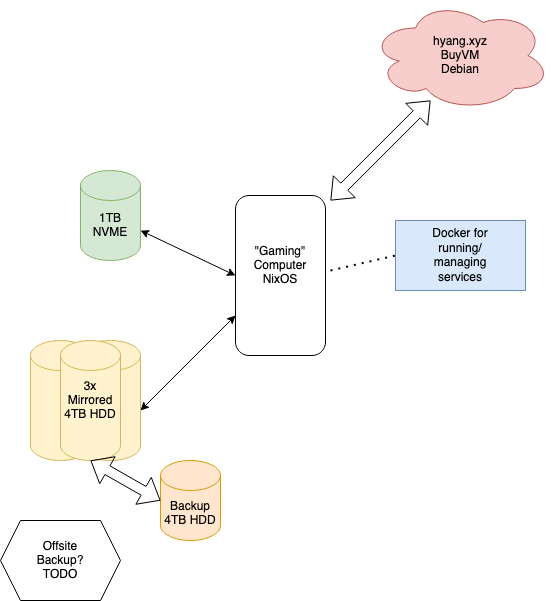 hyang.xyz
BuyVM
Debian
1TB
NVME
"Gaming"
Computer
NixOS
Docker for
running/
managing
services
3x
Mirrored
4TB HDD
Backup
4TB HDD
Offsite
Backup?
TODO